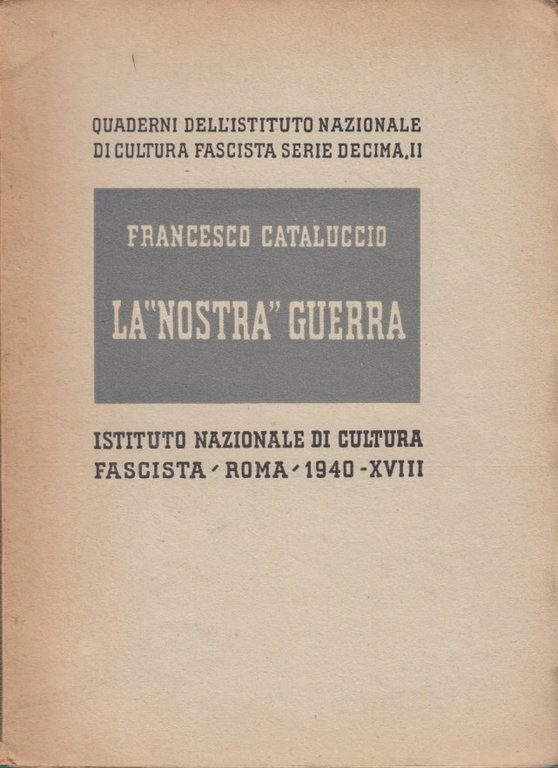 QUADERNI DELL'ISTITUTO NAZIONALE
DI CULTURA FASCISTA SERIE DECIMA, II
FRANCESCO CATALUCCIO
LA "NOSTRA" GUERRA
ISTITUTO NAZIONALE DI CULTURA
FASCISTA - ROMA - 1940 - XVIII